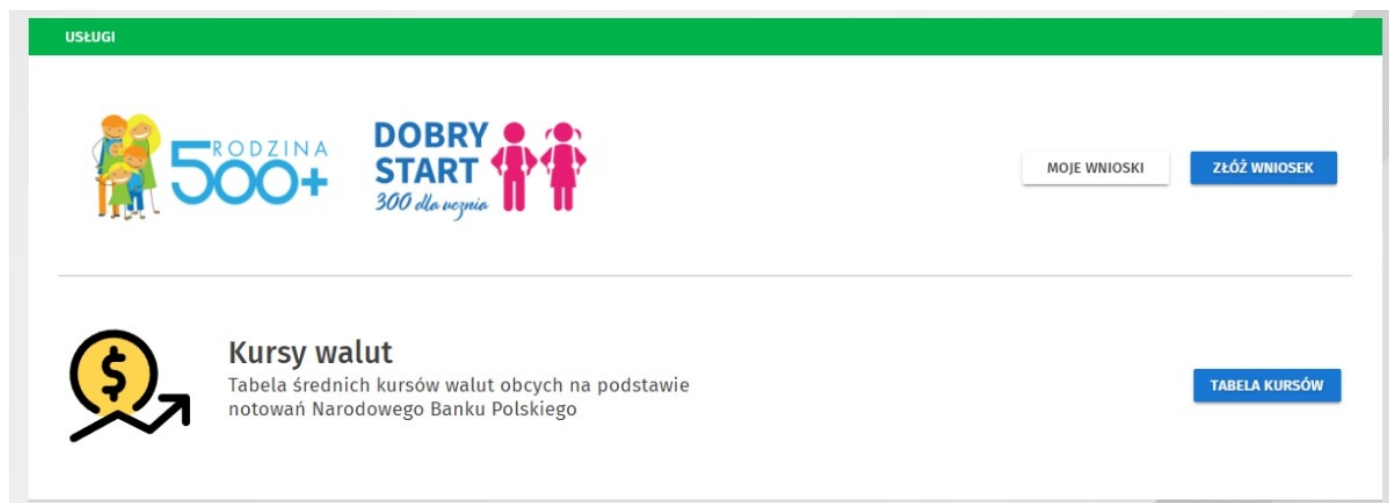 USŁUGI
RODZINA
500+
DOBRY
START
300 dla ucznia
MOJE WNIOSKI
ZŁÓŻ WNIOSEK
$
Kursy walut
Tabela średnich kursów walut obcych na podstawie
notowań Narodowego Banku Polskiego
TABELA KURSÓW